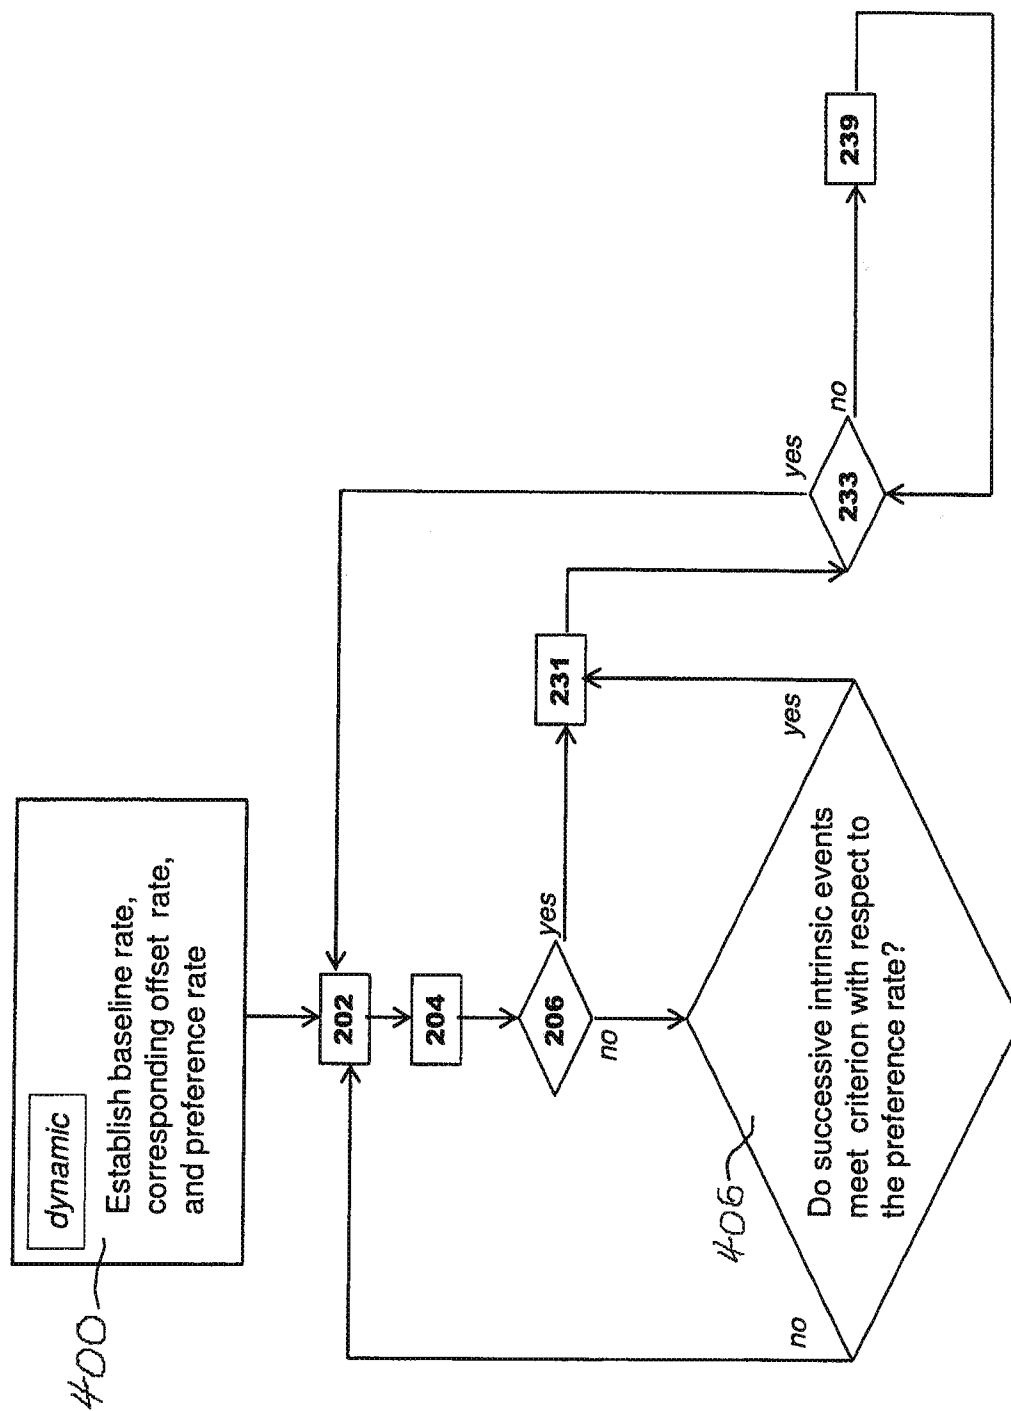 400
dynamic
Establish baseline rate,
corresponding offset rate,
and preference rate
202
204
206
yes
no
231
406
Do successive intrinsic events
meet criterion with respect to
the preference rate?
no
yes
233
yes
no
239